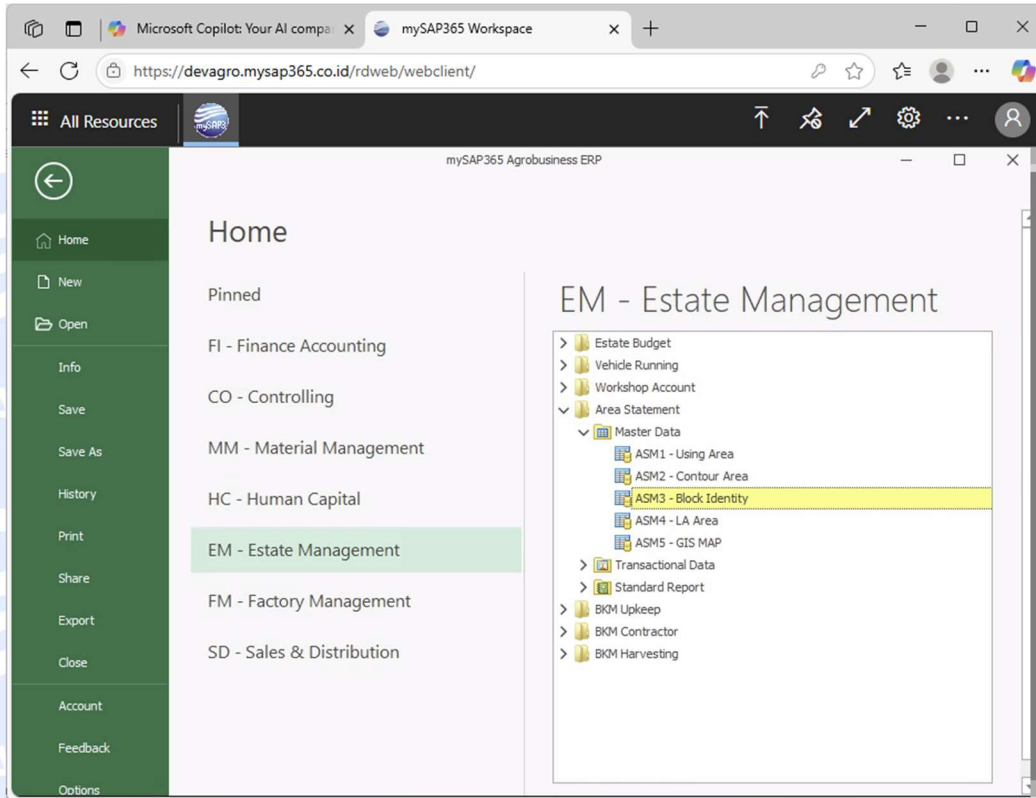 Microsoft Copilot: Your AI compa
mySAP365 Workspace
https://devagro.mysap365.co.id/rdweb/webclient/
All Resources
mySAP3
mySAP365 Agrobusiness ERP
Home
New
Open
Info
Save
Save As
History
Print
Share
Export
Close
Account
Feedback
Options
Home
Pinned
FI - Finance Accounting
CO - Controlling
MM - Material Management
HC - Human Capital
EM - Estate Management
FM - Factory Management
SD - Sales & Distribution
EM - Estate Management
Estate Budget
Vehicle Running
Workshop Account
Area Statement
Master Data
ASM1 - Using Area
ASM2 - Contour Area
ASM3 - Block Identity
ASM4 - LA Area
ASM5 - GIS MAP
Transactional Data
Standard Report
BKM Upkeep
BKM Contractor
BKM Harvesting